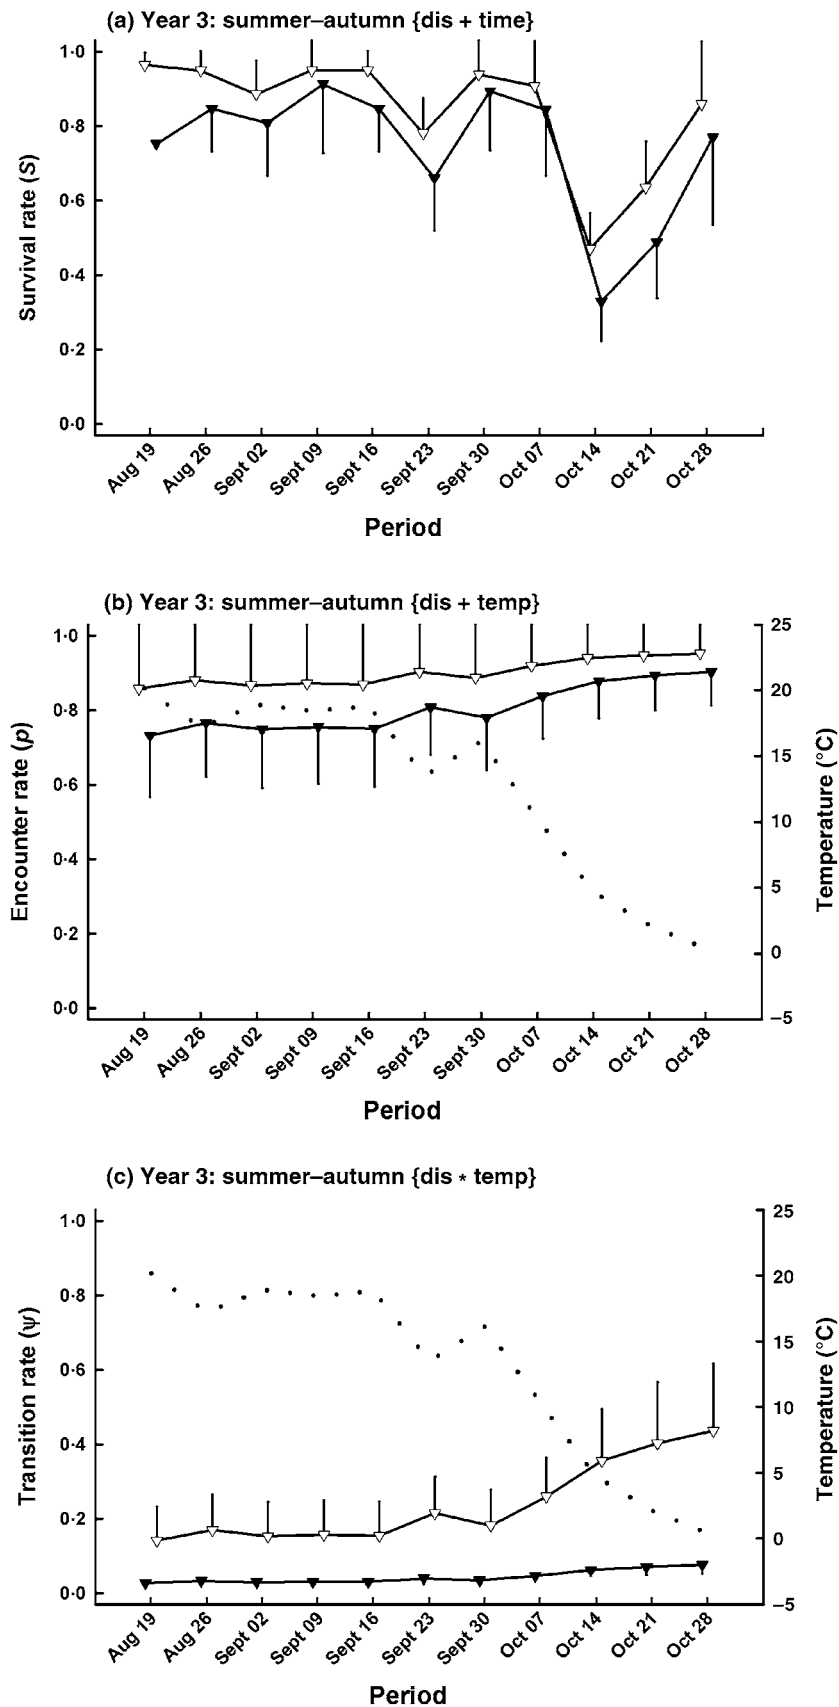 (a) Year 3: summer–autumn {dis + time}
1·0
0·8
0·6
0·4
0·2
0·0
Survival rate (S)
Aug 19
Aug 26
Sept 02
Sept 09
Sept 16
Sept 23
Sept 30
Oct 07
Oct 14
Oct 21
Oct 28
Period
(b) Year 3: summer–autumn {dis + temp}
1·0
0·8
0·6
0·4
0·2
0·0
Encounter rate (p)
25
20
15
10
5
0
–5
Temperature (°C)
Aug 19
Aug 26
Sept 02
Sept 09
Sept 16
Sept 23
Sept 30
Oct 07
Oct 14
Oct 21
Oct 28
Period
(c) Year 3: summer–autumn {dis * temp}
1·0
0·8
0·6
0·4
0·2
0·0
Transition rate (ψ)
25
20
15
10
5
0
–5
Temperature (°C)
Aug 19
Aug 26
Sept 02
Sept 09
Sept 16
Sept 23
Sept 30
Oct 07
Oct 14
Oct 21
Oct 28
Period